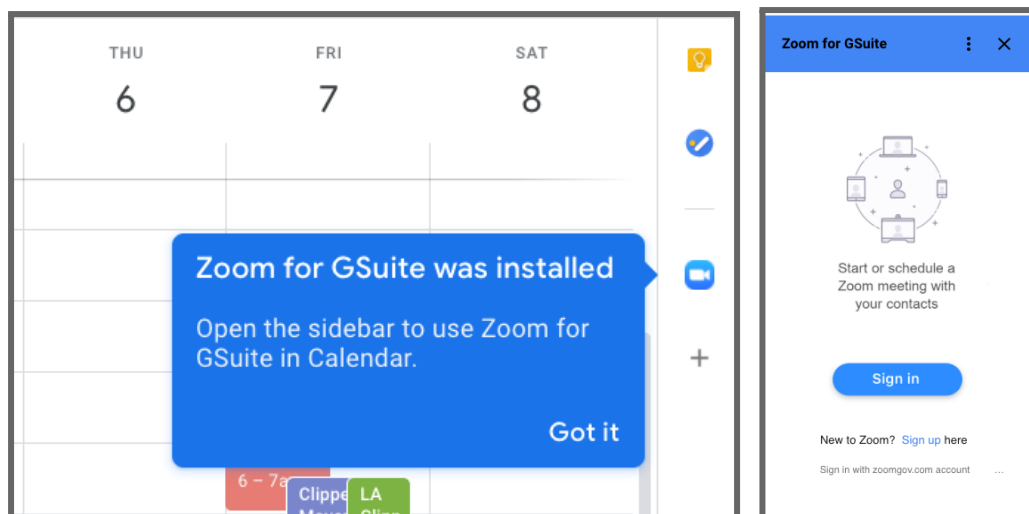 THU FRI SAT
6 7 8
Zoom for GSuite was installed
Open the sidebar to use Zoom for
GSuite in Calendar.
Got it
6 – 7a
Clippe LA
Zoom for GSuite
Start or schedule a
Zoom meeting with
your contacts
Sign in
New to Zoom? Sign up here
Sign in with zoomgov.com account ...